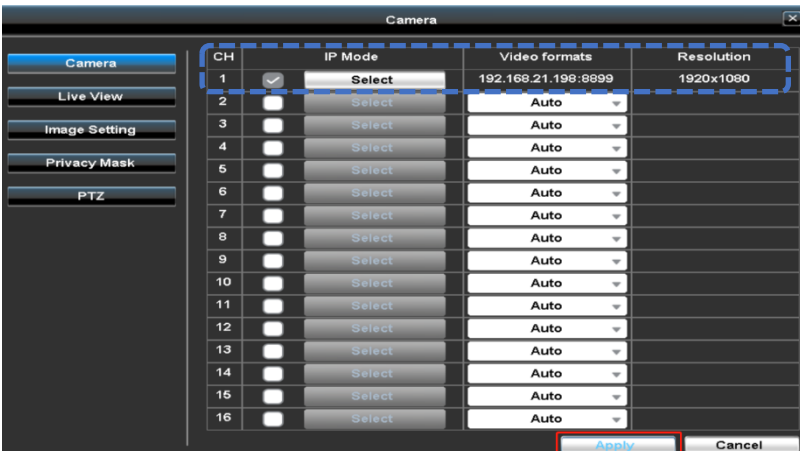 Camera
Camera
Live View
Image Setting
Privacy Mask
PTZ
CH IP Mode Video formats Resolution
1 Select 192.168.21.198:8899 1920x1080
2 Select Auto
3 Select Auto
4 Select Auto
5 Select Auto
6 Select Auto
7 Select Auto
8 Select Auto
9 Select Auto
10 Select Auto
11 Select Auto
12 Select Auto
13 Select Auto
14 Select Auto
15 Select Auto
16 Select Auto
Apply Cancel